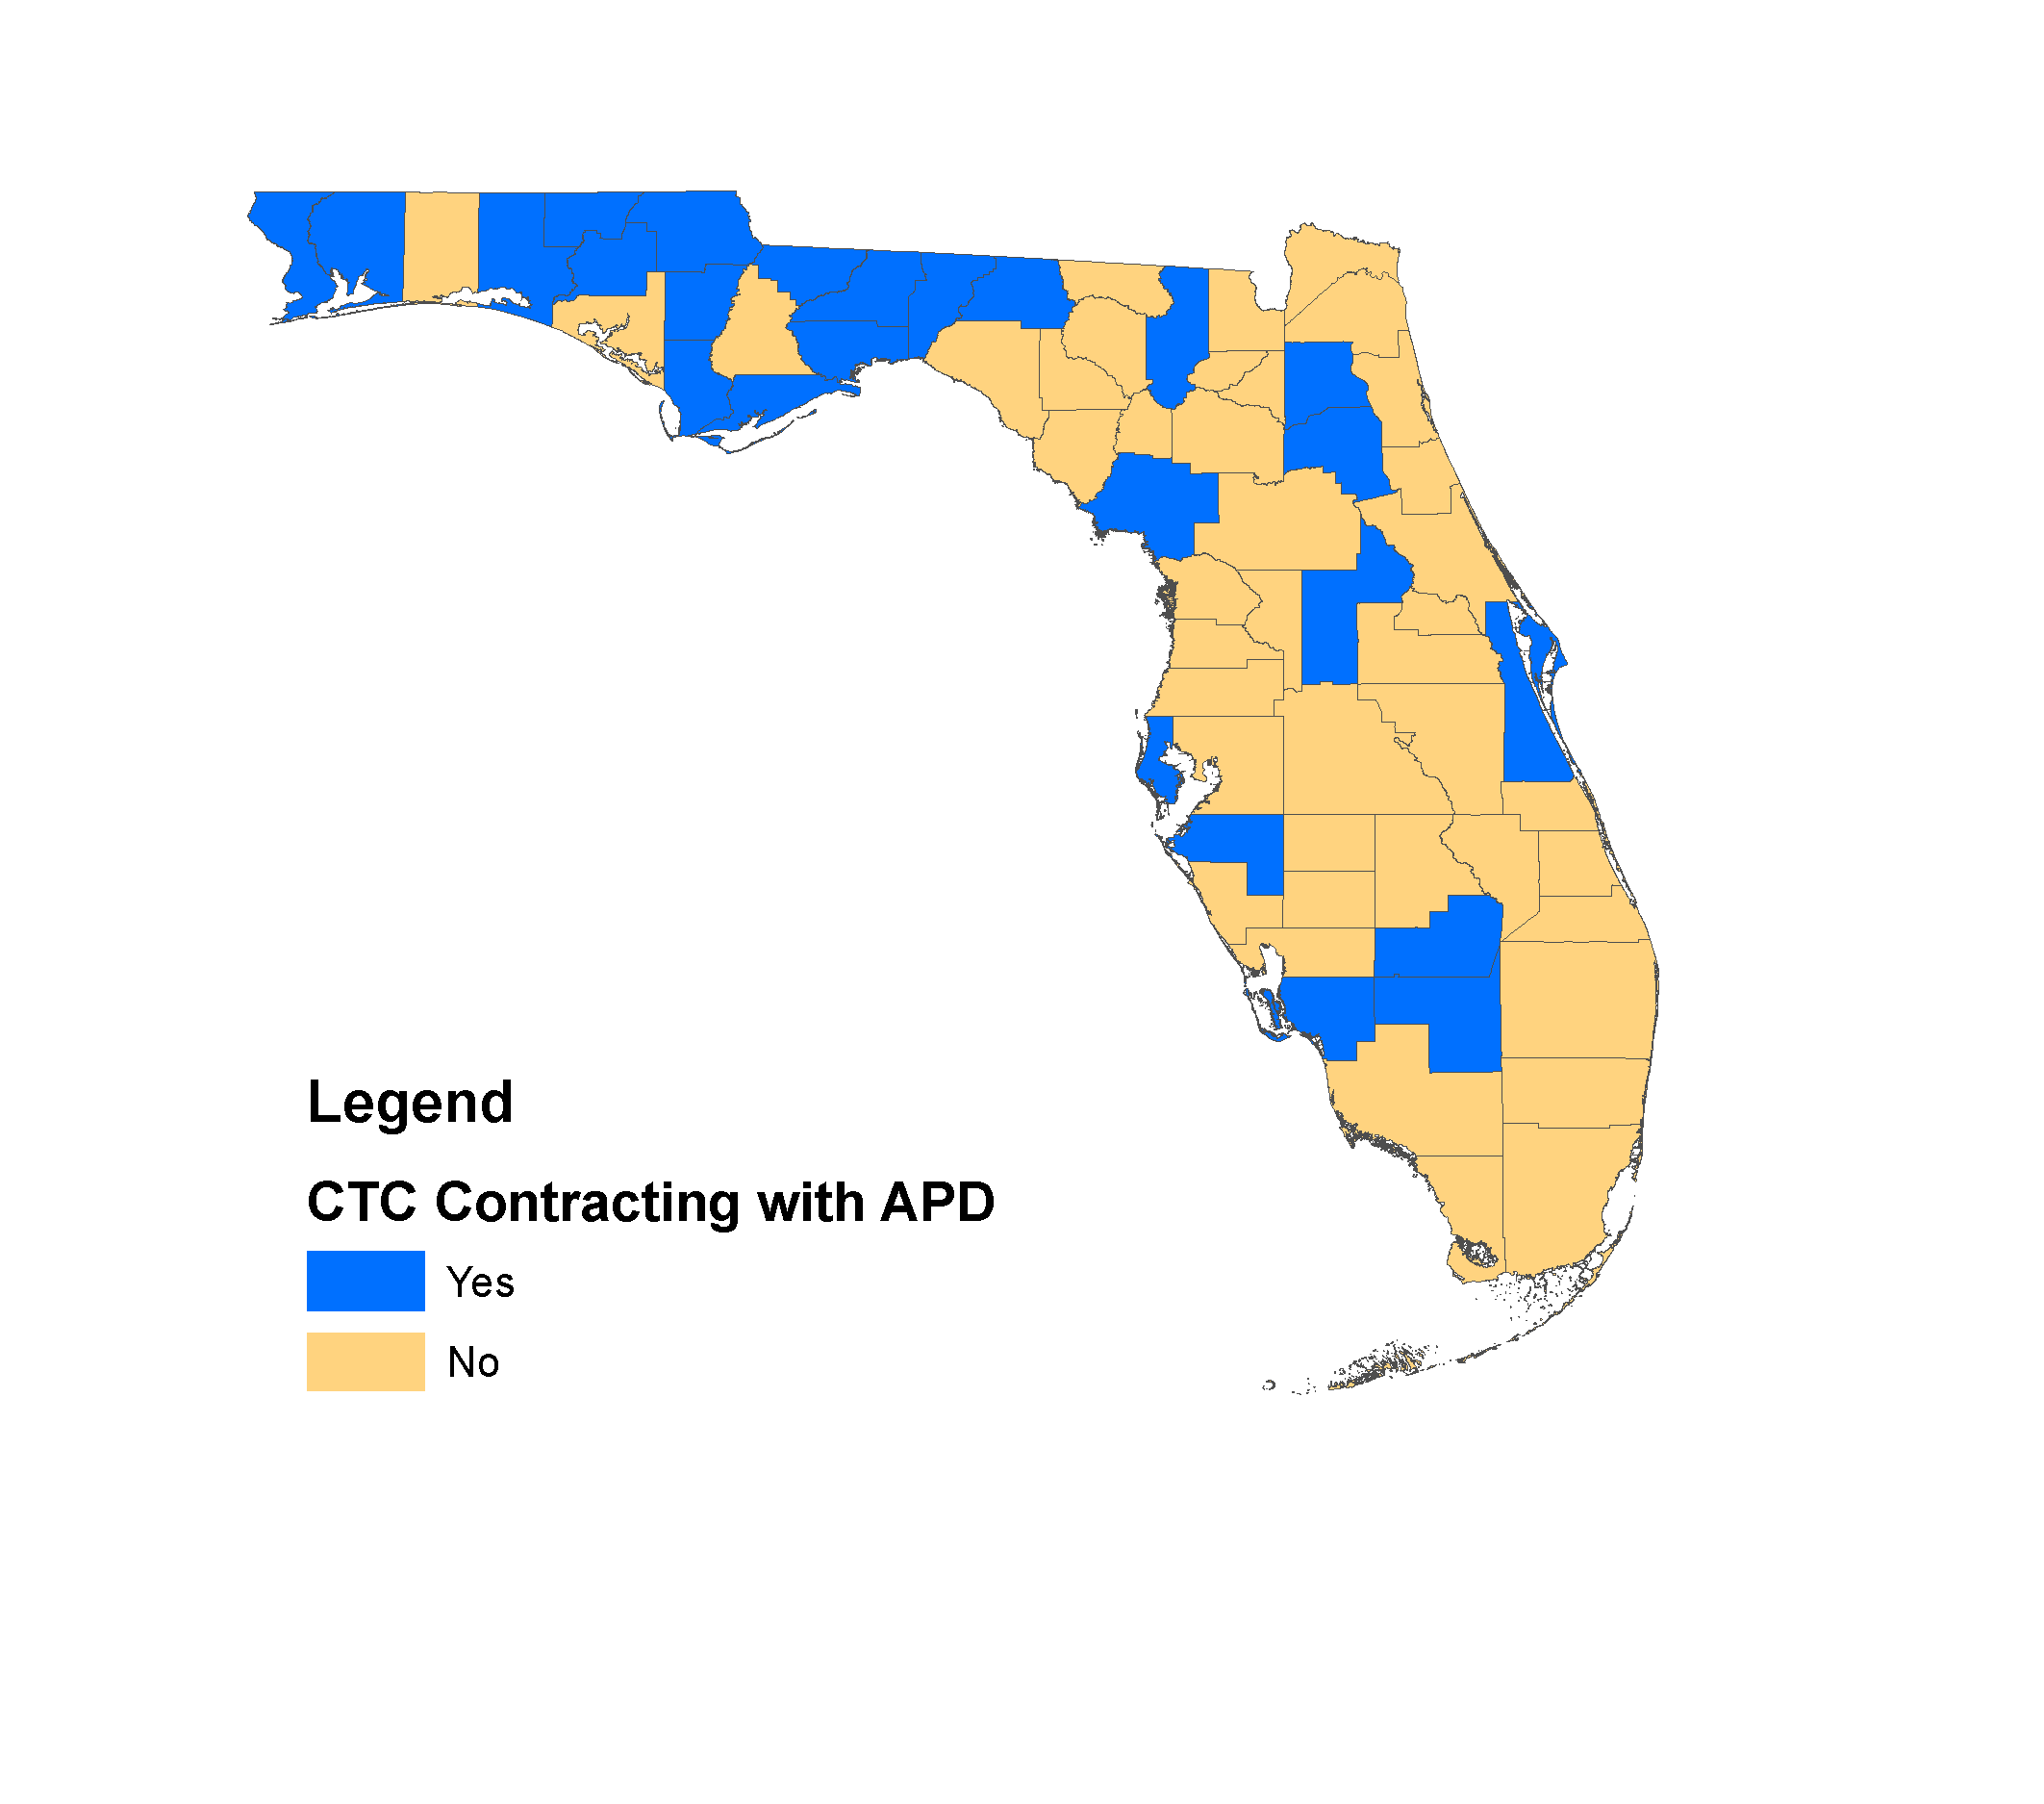 Legend
CTC Contracting with APD
Yes
No